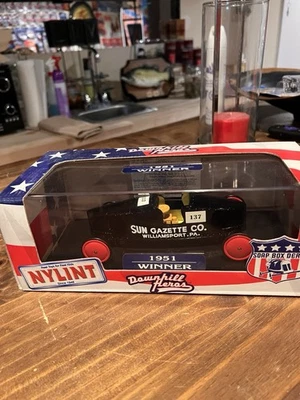 1951
WINNER
137
SUN GAZETTE CO.
WILLIAMSPORT, PA.
NYLINT
1951
WINNER
Downhill Heros
SOAP BOX DERBY